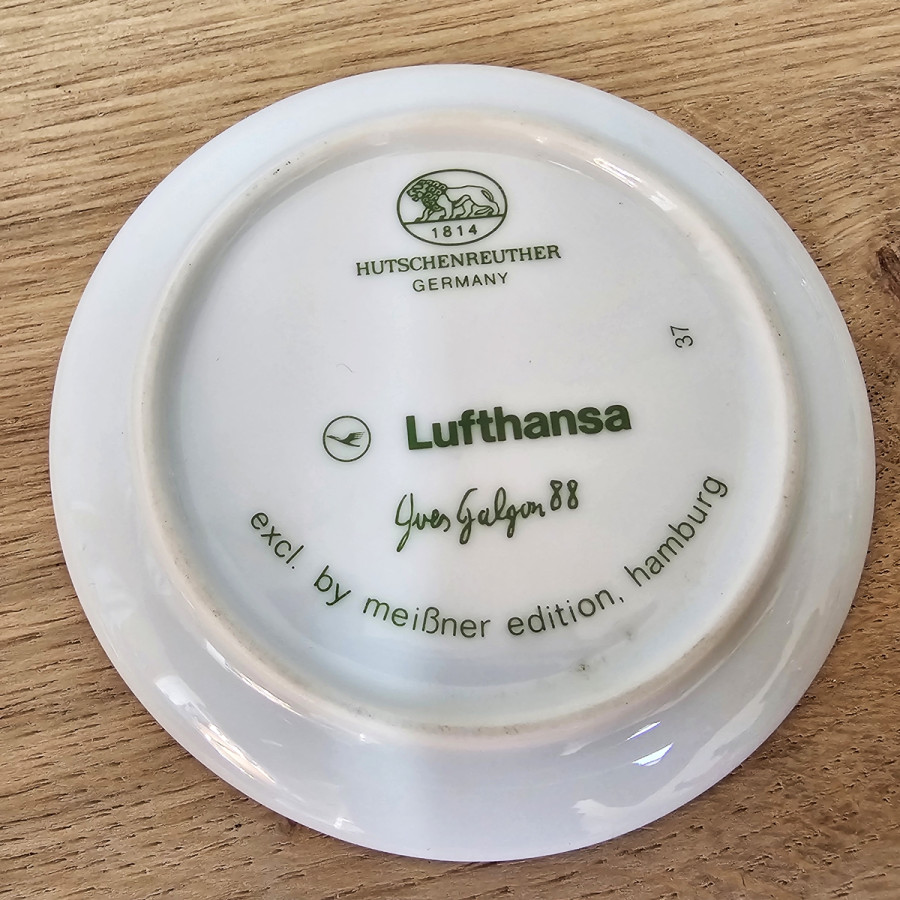 1814
HUTSCHENREUTHER
GERMANY
37
Lufthansa
Yves Galgon 88
excl. by meißner edition, hamburg